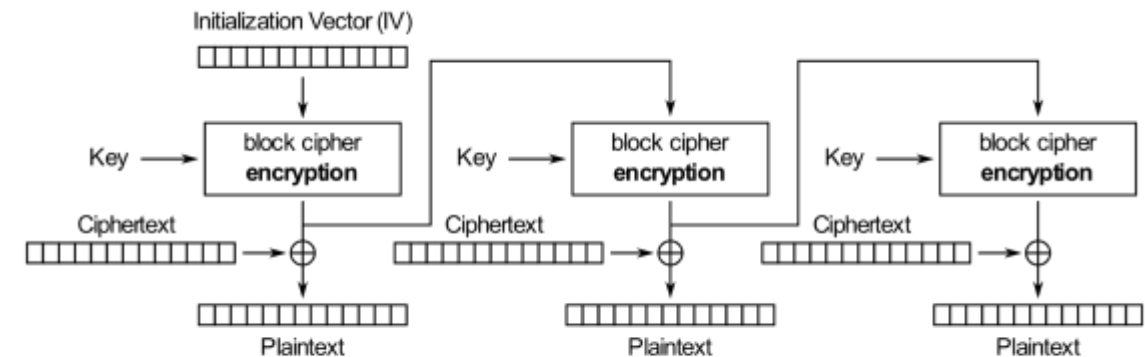 Initialization Vector (IV)
block cipher
encryption
Key
Ciphertext
Plaintext
block cipher
encryption
Key
Ciphertext
Plaintext
block cipher
encryption
Key
Ciphertext
Plaintext